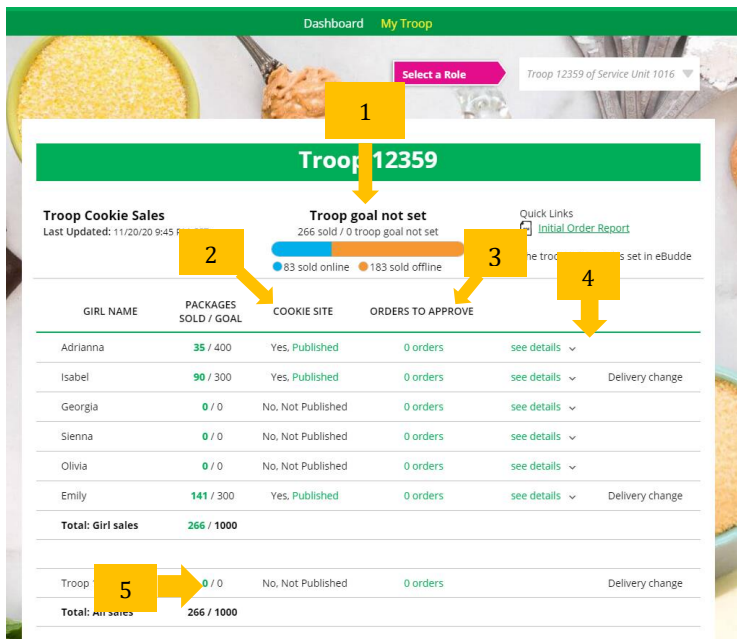 Dashboard My Troop
Select a Role
Troop 12359 of Service Unit 1016
1
Troop 12359
Troop Cookie Sales
Last Updated: 11/20/20 9:45
Troop goal not set
266 sold / 0 troop goal not set
83 sold online 183 sold offline
Quick Links
Initial Order Report
set in eBudde
2
3
4
GIRL NAME PACKAGES SOLD / GOAL COOKIE SITE ORDERS TO APPROVE
Adrianna 35 / 400 Yes, Published 0 orders see details
Isabel 90 / 300 Yes, Published 0 orders see details Delivery change
Georgia 0 / 0 No, Not Published 0 orders see details
Sienna 0 / 0 No, Not Published 0 orders see details
Olivia 0 / 0 No, Not Published 0 orders see details
Emily 141 / 300 Yes, Published 0 orders see details Delivery change
Total: Girl sales 266 / 1000
Troop 0 / 0 No, Not Published 0 orders Delivery change
5
Total: All sales 266 / 1000